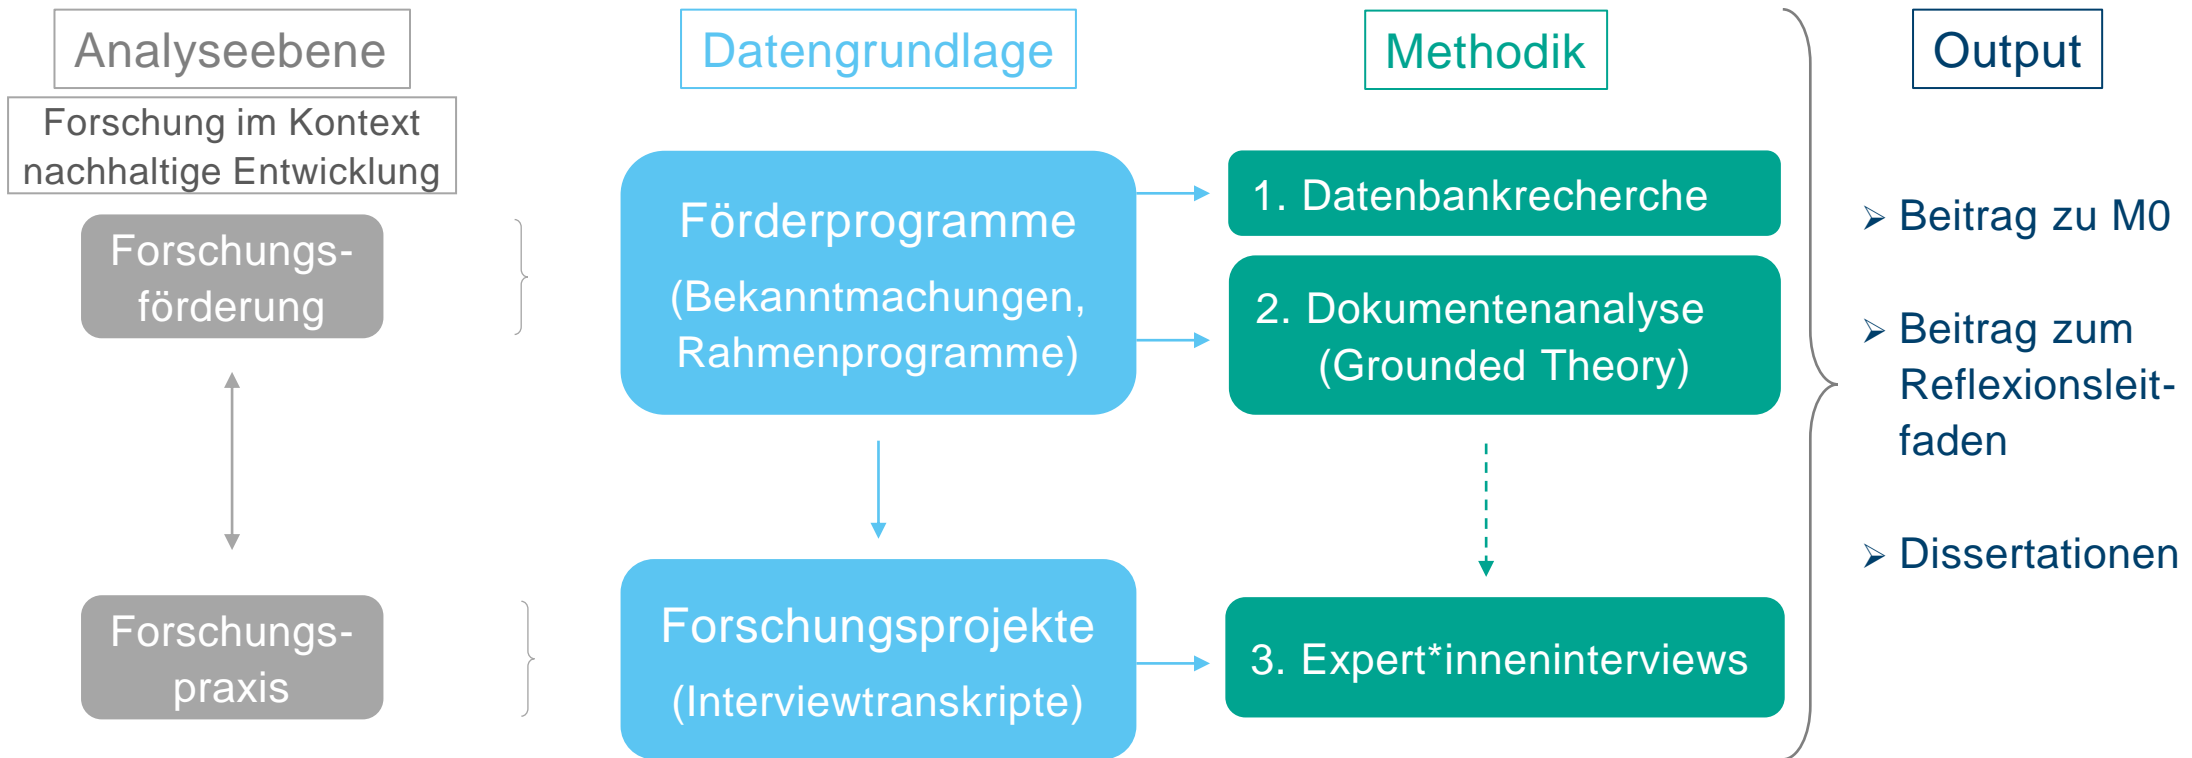 Analyseebene
Forschung im Kontext
nachhaltige Entwicklung
Forschungs-
förderung
Forschungs-
praxis
Datengrundlage
Förderprogramme
(Bekanntmachungen,
Rahmenprogramme)
Forschungsprojekte
(Interviewtranskripte)
Methodik
1. Datenbankrecherche
2. Dokumentenanalyse
(Grounded Theory)
3. Expert*inneninterviews
Output
➢ Beitrag zu M0
➢ Beitrag zum
Reflexionsleit-
faden
➢ Dissertationen